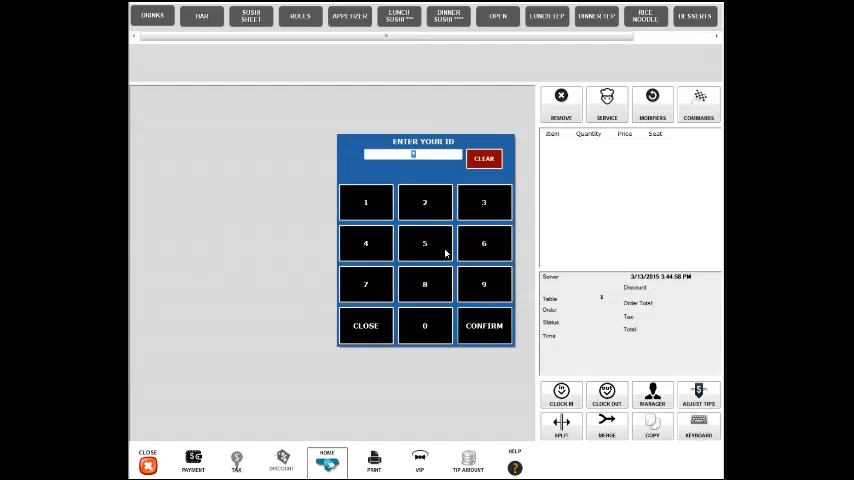 DRINKS
BAR
SUSHI
SHEET
ROLLS
APPETIZER
LUNCH
SUSHI ***
DINNER
SUSHI ****
OPEN
LUNCH TEP
DINNER TEP
RICE
NOODLE
DESSERTS
REMOVE
SERVICE
MODIFIERS
COMMANDS
Item Quantity Price Seat
ENTER YOUR ID
*
CLEAR
1 2 3
4 5 6
7 8 9
CLOSE 0 CONFIRM
Server 3/13/2015 3:44:58 PM
Discount
Table 1 Order Total:
Order
Tax:
Status
Total:
Time
in
CLOCK IN
out
CLOCK OUT
MANAGER
$
ADJUST TIPS
SPLIT
MERGE
COPY
KEYBOARD
CLOSE
PAYMENT
$
TAX
DISCOUNT
HOME
PRINT
VIP
TIP AMOUNT
HELP
?